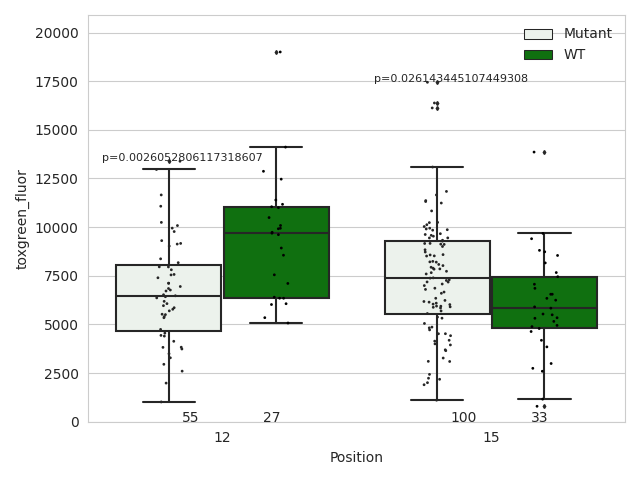 20000
17500
15000
12500
10000
7500
5000
2500
0
toxgreen_fluor
Mutant
WT
p=0.0026052806117318607
p=0.026143445107449308
55 27 100 33
12 15
Position